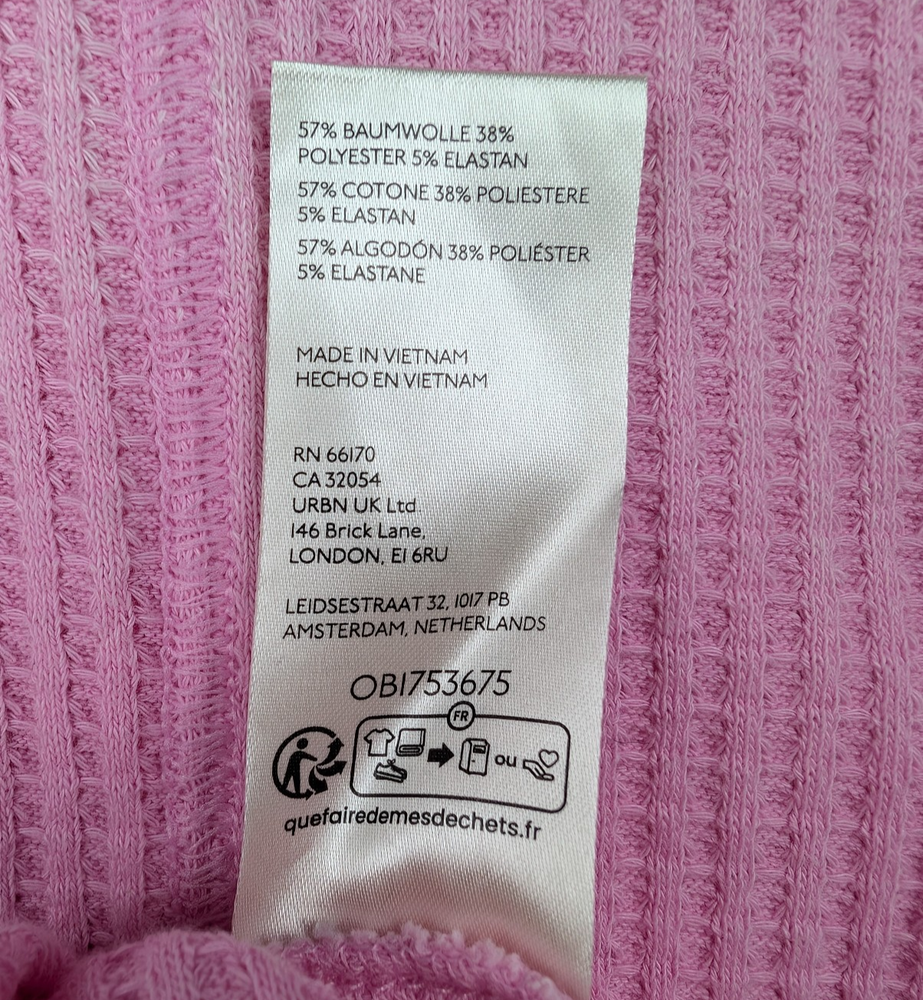 57% BAUMWOLLE 38%
POLYESTER 5% ELASTAN
57% COTONE 38% POLIESTERE
5% ELASTAN
57% ALGODÓN 38% POLIÉSTER
5% ELASTANE
MADE IN VIETNAM
HECHO EN VIETNAM
RN 66170
CA 32054
URBN UK Ltd.
146 Brick Lane,
LONDON, E1 6RU
LEIDSESTRAAT 32, 1017 PB
AMSTERDAM, NETHERLANDS
OB1753675
FR
ou
quefairedemesdechets.fr